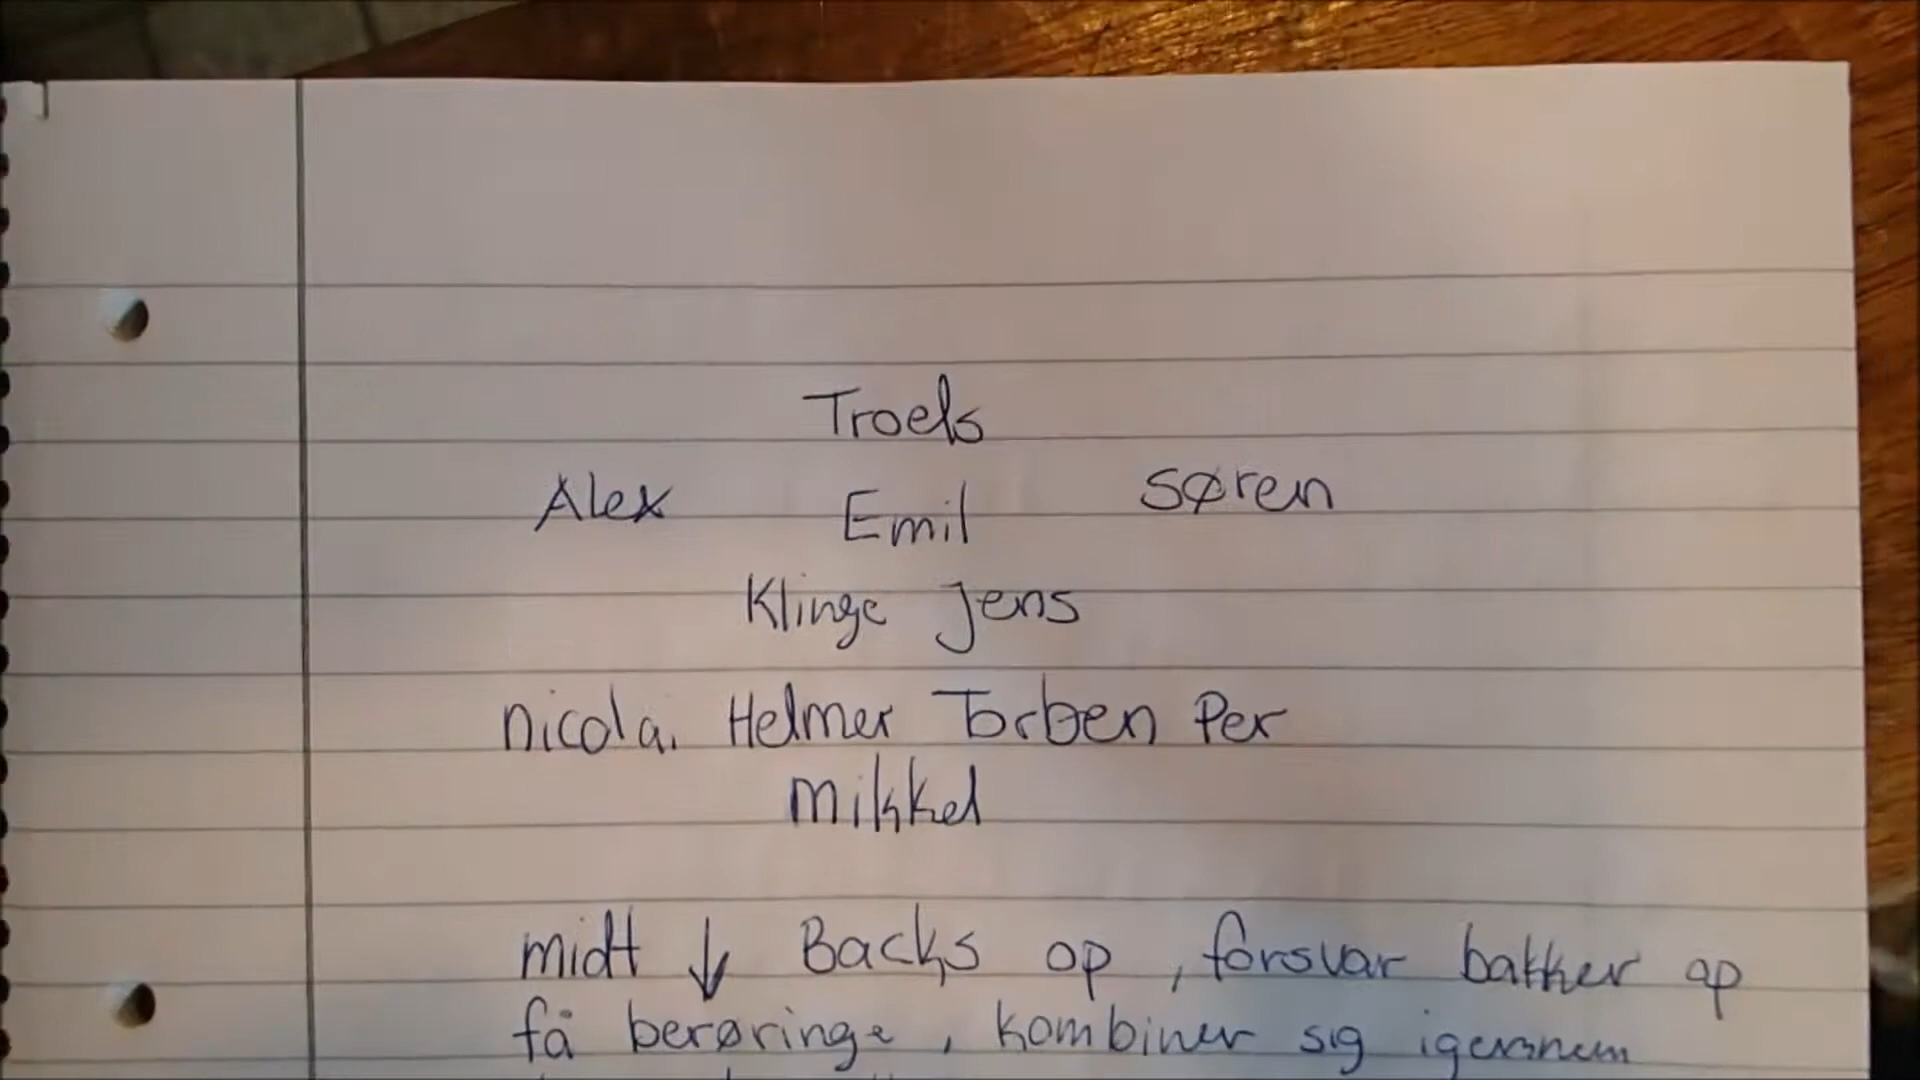 Troels
Alex Emil Søren
Klinge Jens
nicolai Helmer Torben Per
mikkel
midt ↓ Backs op , forsvar bakker op
få berøringe , kombiner sig igennem